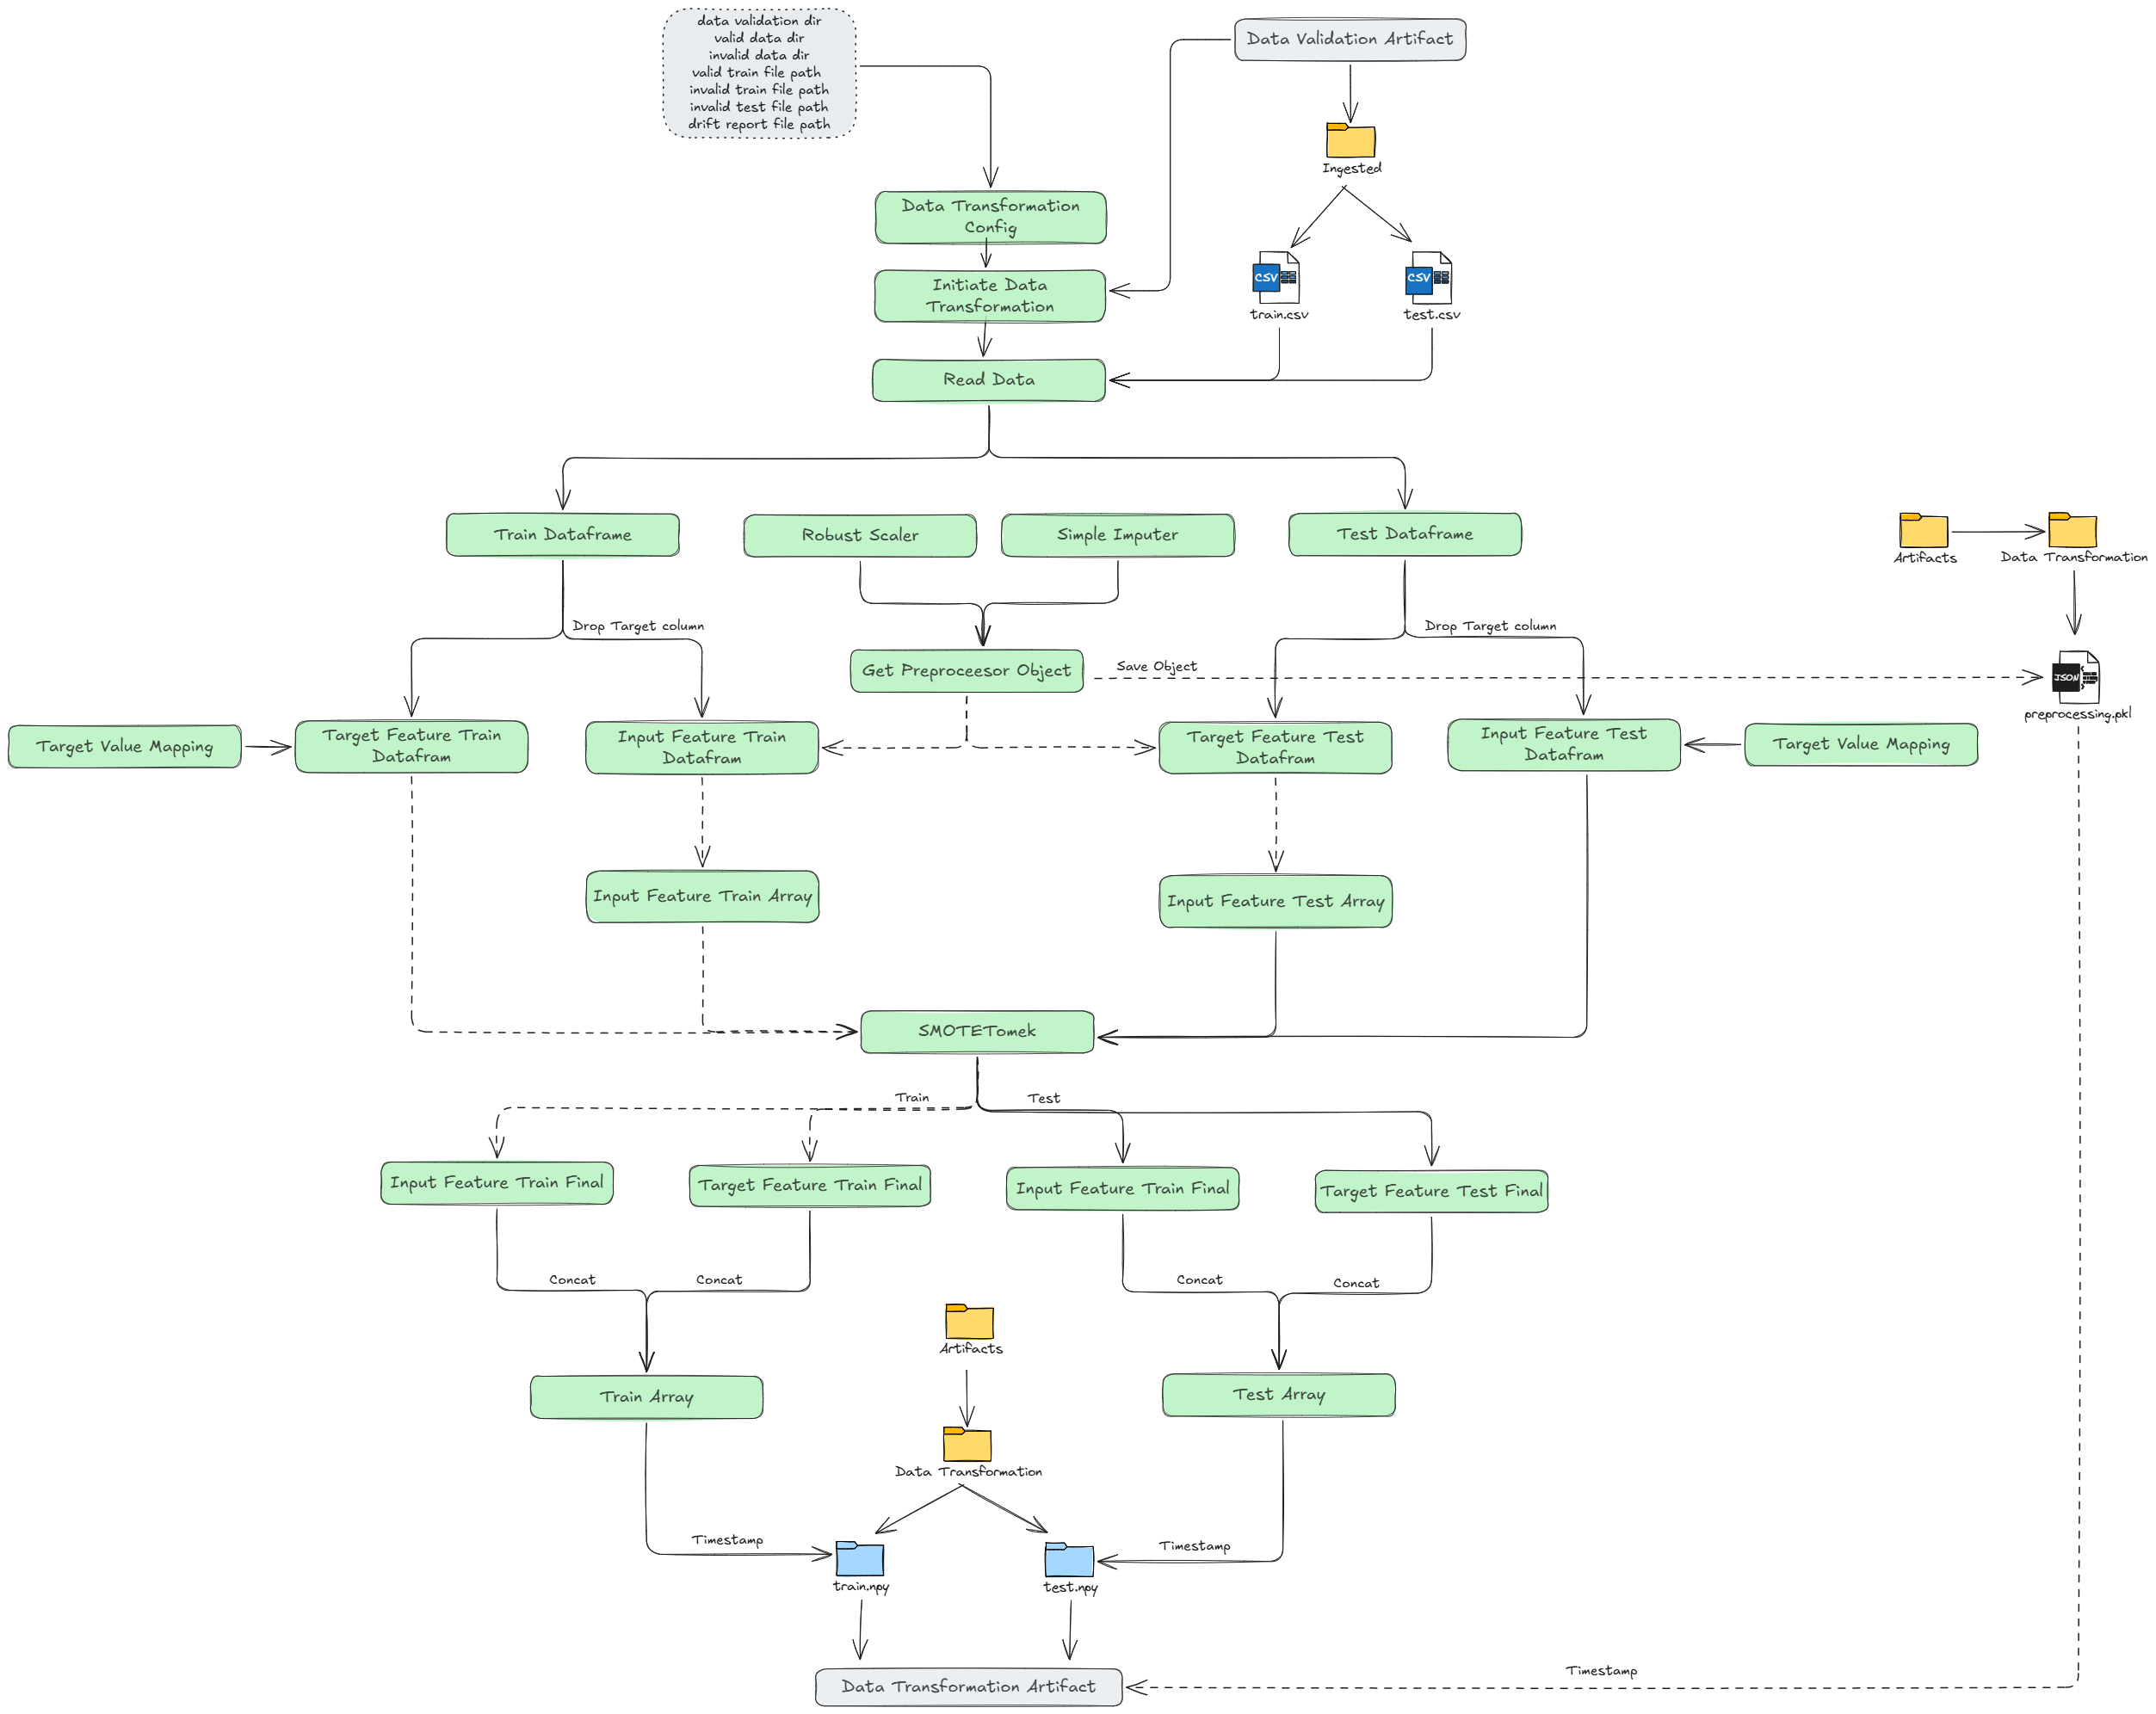 data validation dir
valid data dir
invalid data dir
valid train file path
invalid train file path
invalid test file path
drift report file path
Data Validation Artifact
Ingested
Data Transformation
Config
Initiate Data
Transformation
train.csv
test.csv
CSV
CSV
Read Data
Train Dataframe
Robust Scaler
Simple Imputer
Test Dataframe
Artifacts
Data Transformation
Drop Target column
Drop Target column
Get Preproceesor Object
Save Object
JSON
preprocessing.pkl
Target Value Mapping
Target Feature Train
Datafram
Input Feature Train
Datafram
Target Feature Test
Datafram
Input Feature Test
Datafram
Target Value Mapping
Input Feature Train Array
Input Feature Test Array
SMOTETomek
Train
Test
Input Feature Train Final
Target Feature Train Final
Input Feature Train Final
Target Feature Test Final
Concat
Concat
Concat
Concat
Artifacts
Train Array
Test Array
Data Transformation
Timestamp
Timestamp
train.npy
test.npy
Timestamp
Data Transformation Artifact